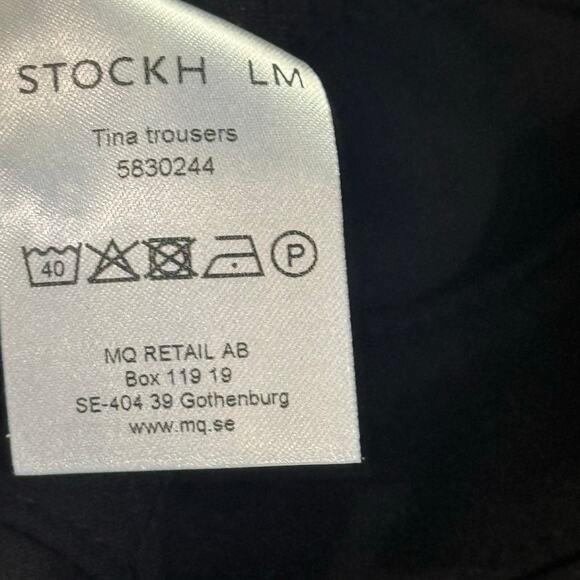 STOCKH LM
Tina trousers
5830244
40 P
MQ RETAIL AB
Box 119 19
SE-404 39 Gothenburg
www.mq.se